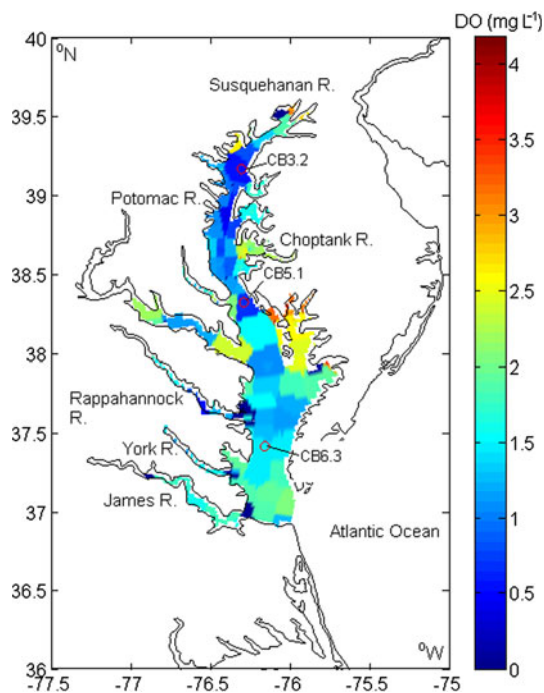 DO (mg L-1)
40
oN
Susquehanan R.
39.5
CB3.2
39
Potomac R.
Choptank R.
38.5
CB5.1
38
Rappahannock
R.
37.5
York R.
CB6.3
James R.
37
Atlantic Ocean
36.5
36
oW
-77.5 -77 -76.5 -76 -75.5 -75
4
3.5
3
2.5
2
1.5
1
0.5
0